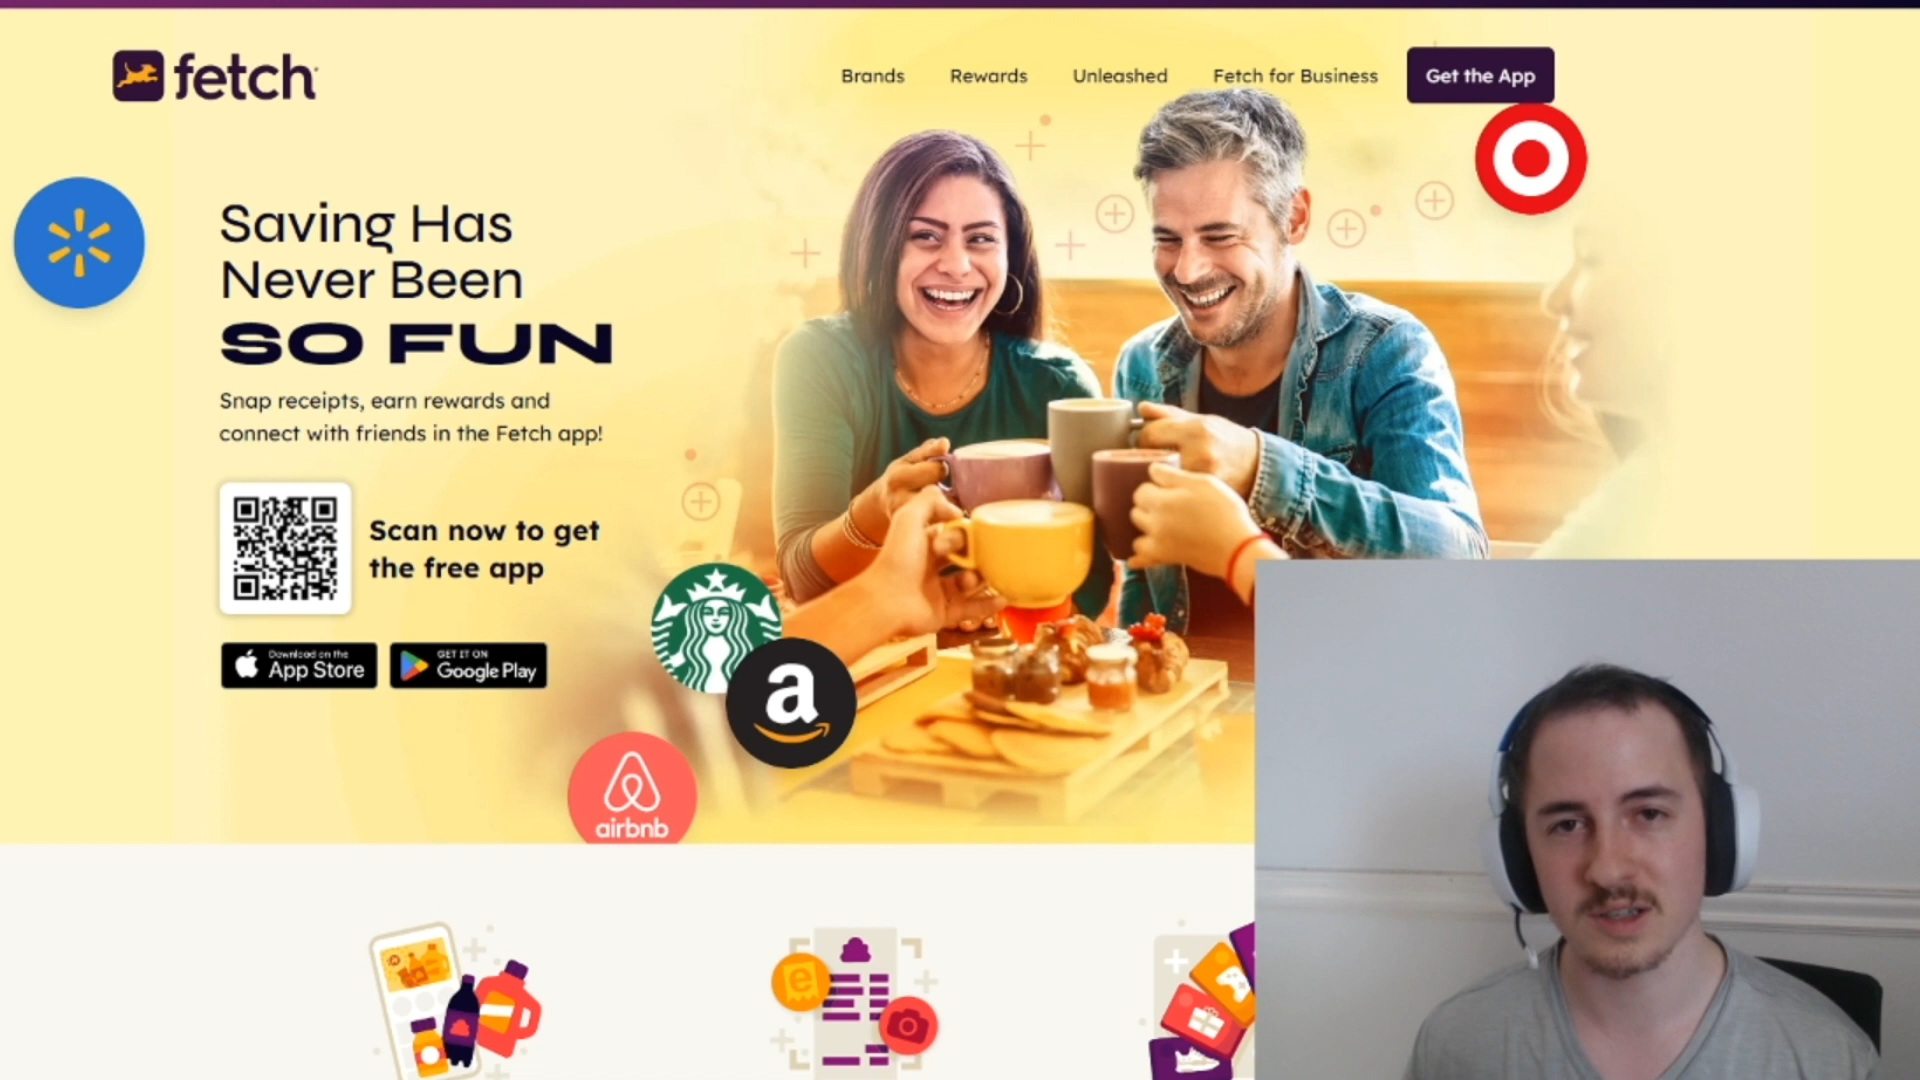 fetch
Brands
Rewards
Unleashed
Fetch for Business
Get the App
Saving Has
Never Been
SO FUN
Snap receipts, earn rewards and
connect with friends in the Fetch app!
Scan now to get
the free app
Download on the
App Store
GET IT ON
Google Play
a
airbnb
e